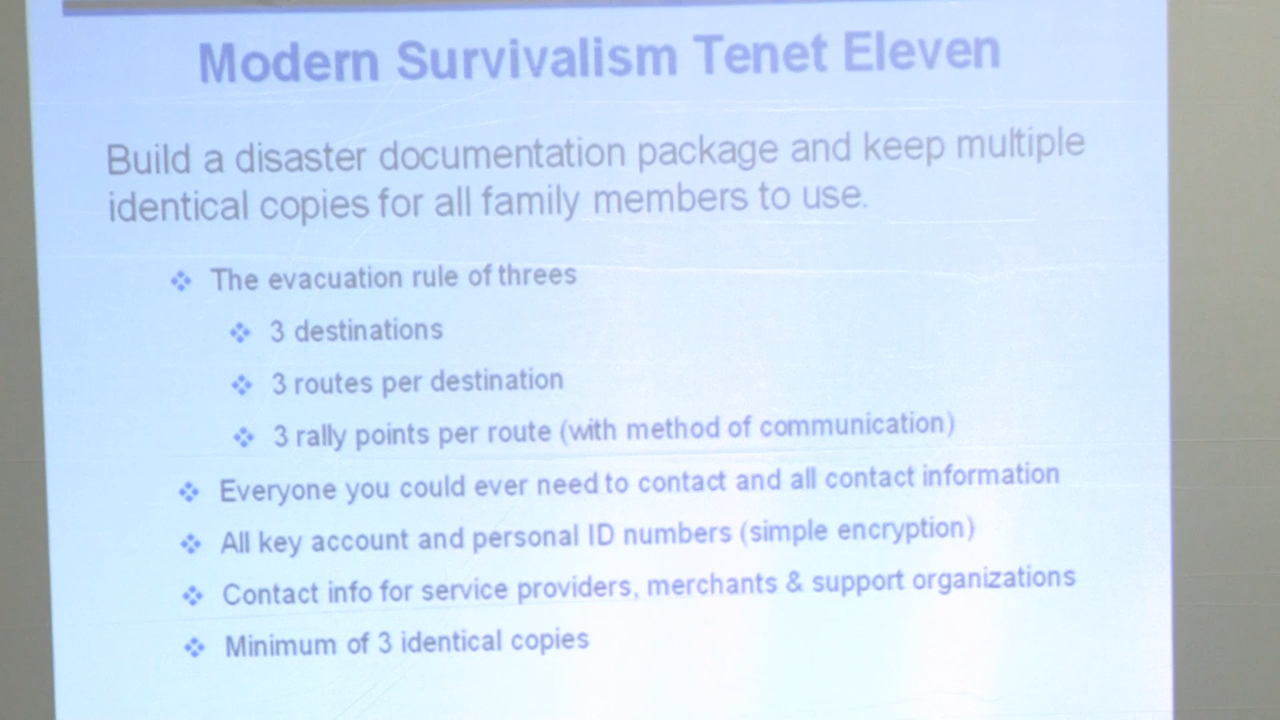 Modern Survivalism Tenet Eleven
Build a disaster documentation package and keep multiple
identical copies for all family members to use.
The evacuation rule of threes
3 destinations
3 routes per destination
3 rally points per route (with method of communication)
Everyone you could ever need to contact and all contact information
All key account and personal ID numbers (simple encryption)
Contact info for service providers, merchants & support organizations
Minimum of 3 identical copies